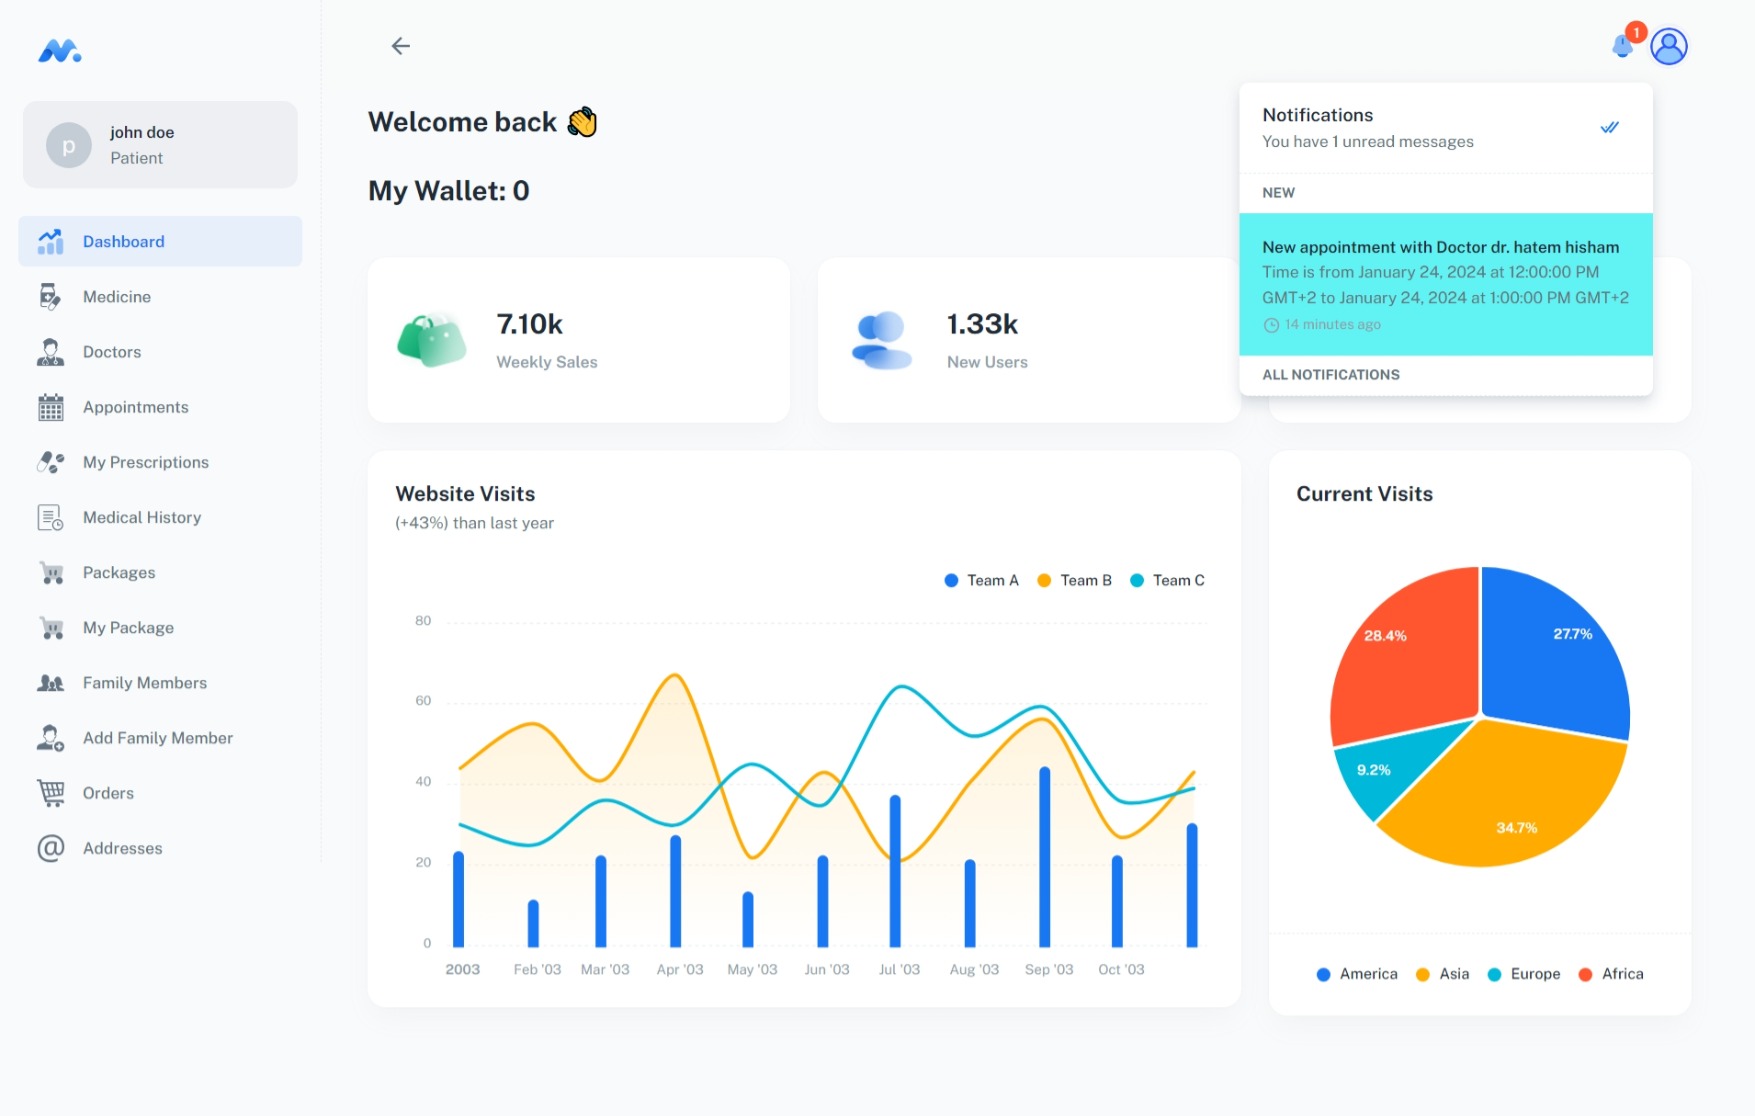 1
john doe
p
Patient
Welcome back 👋
My Wallet: 0
Notifications
You have 1 unread messages
NEW
New appointment with Doctor dr. hatem hisham
Time is from January 24, 2024 at 12:00:00 PM
GMT+2 to January 24, 2024 at 1:00:00 PM GMT+2
14 minutes ago
ALL NOTIFICATIONS
Dashboard
Medicine
Doctors
Appointments
My Prescriptions
Medical History
Packages
My Package
Family Members
Add Family Member
Orders
Addresses
7.10k
Weekly Sales
1.33k
New Users
Website Visits
(+43%) than last year
Team A Team B Team C
80
60
40
20
0
2003 Feb '03 Mar '03 Apr '03 May '03 Jun '03 Jul '03 Aug '03 Sep '03 Oct '03
Current Visits
28.4% 27.7%
9.2%
34.7%
America Asia Europe Africa